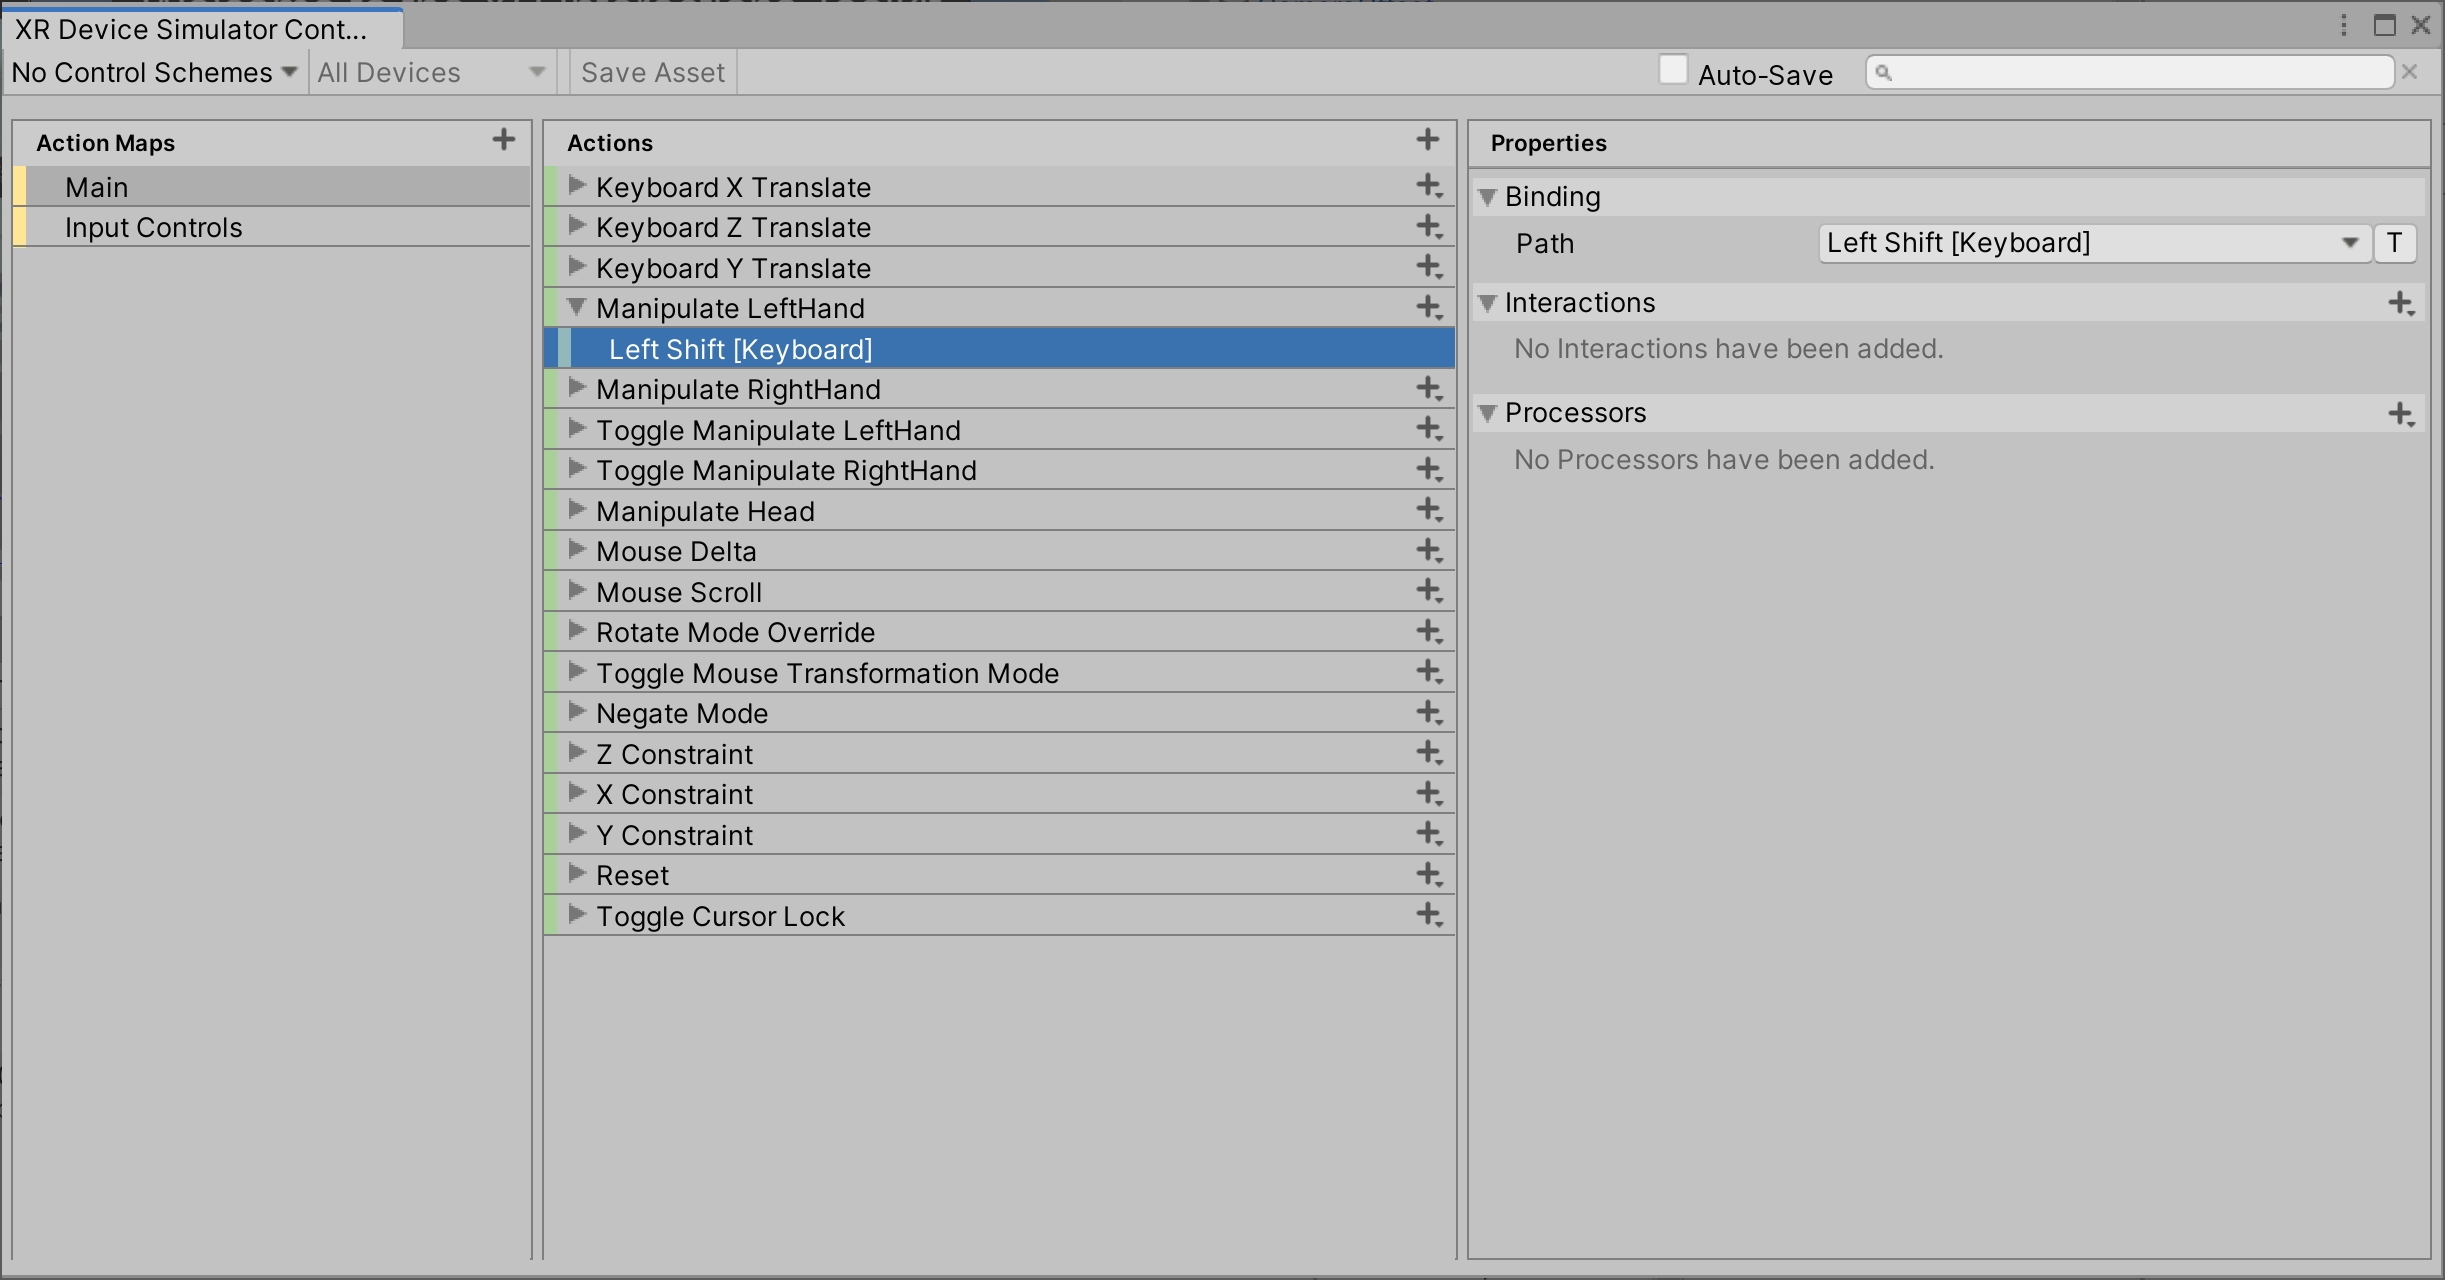 XR Device Simulator Cont...
No Control Schemes
All Devices
Save Asset
Auto-Save
Action Maps
Main
Input Controls
Actions
Keyboard X Translate
Keyboard Z Translate
Keyboard Y Translate
Manipulate LeftHand
Left Shift [Keyboard]
Manipulate RightHand
Toggle Manipulate LeftHand
Toggle Manipulate RightHand
Manipulate Head
Mouse Delta
Mouse Scroll
Rotate Mode Override
Toggle Mouse Transformation Mode
Negate Mode
Z Constraint
X Constraint
Y Constraint
Reset
Toggle Cursor Lock
Properties
Binding
Path
Left Shift [Keyboard]
T
Interactions
No Interactions have been added.
Processors
No Processors have been added.